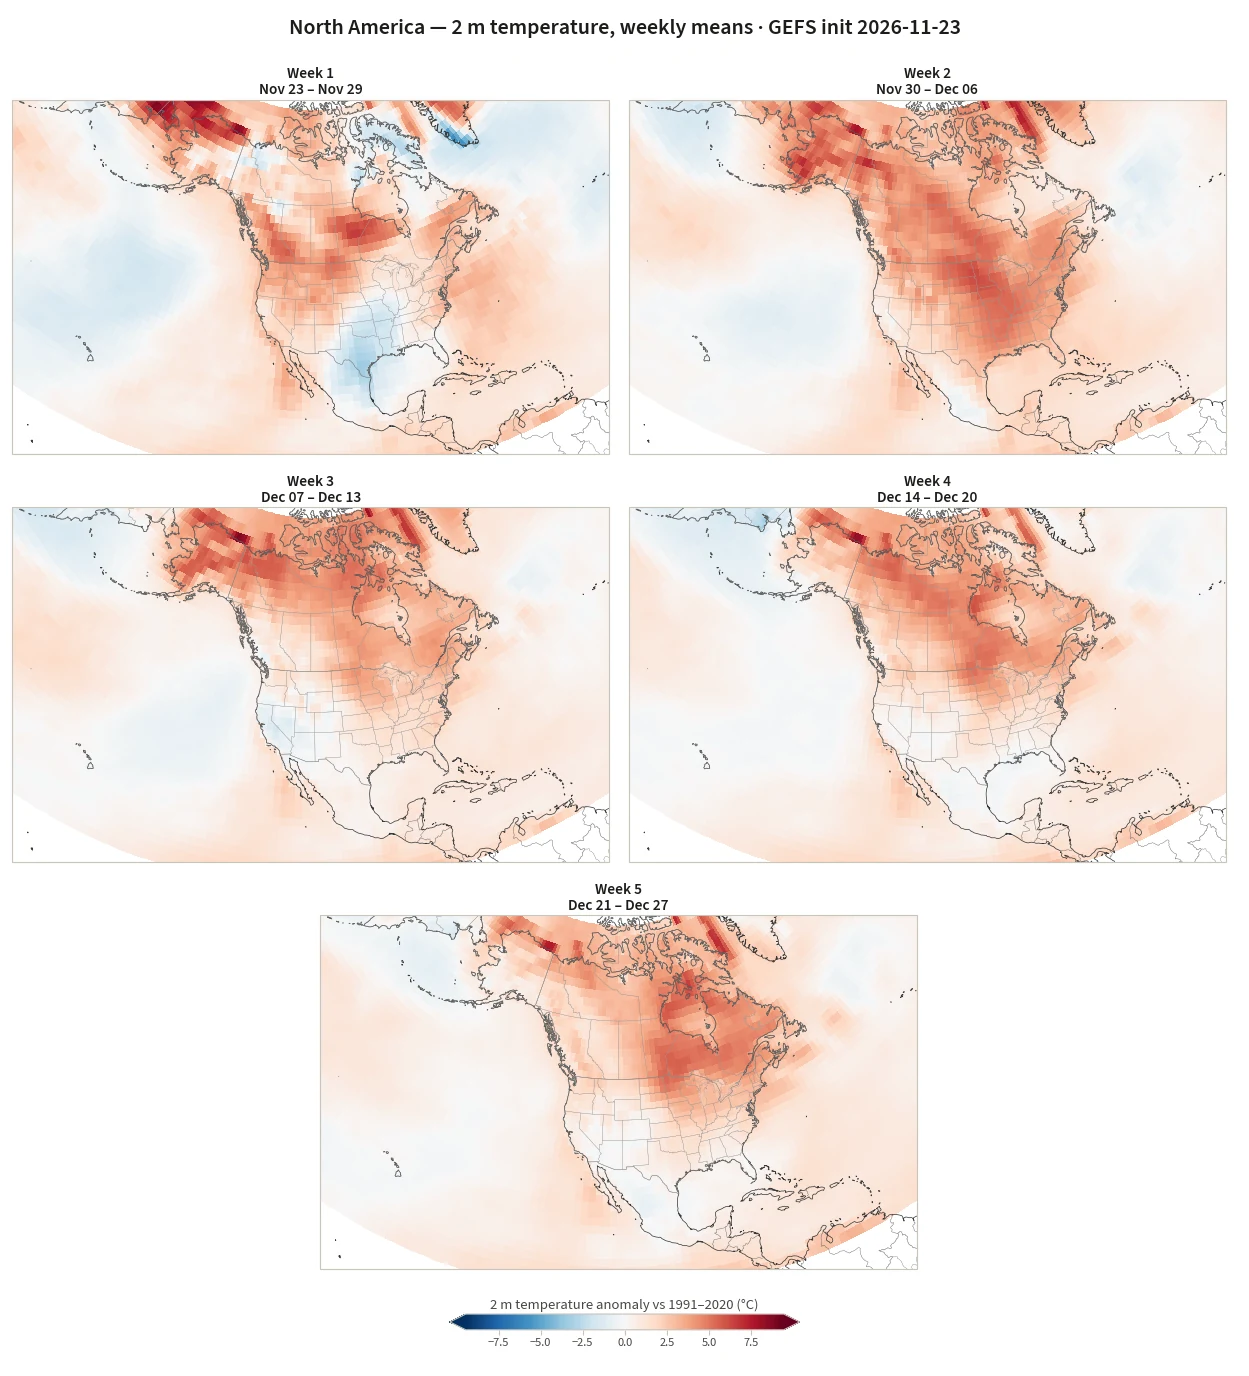 North America — 2 m temperature, weekly means · GEFS init 2026-11-23
Week 1
Nov 23 – Nov 29
Week 2
Nov 30 – Dec 06
Week 3
Dec 07 – Dec 13
Week 4
Dec 14 – Dec 20
Week 5
Dec 21 – Dec 27
2 m temperature anomaly vs 1991–2020 (°C)
−7.5 −5.0 −2.5 0.0 2.5 5.0 7.5